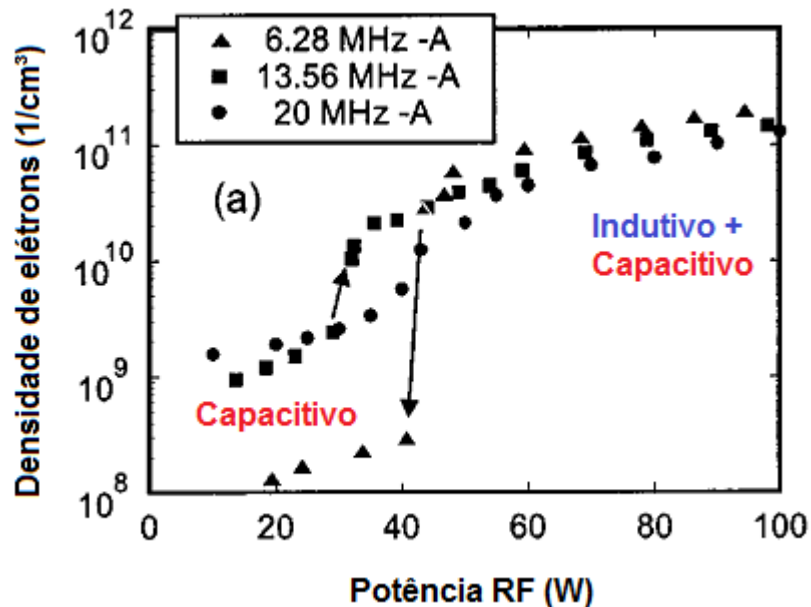 10¹²
10¹¹
10¹⁰
10⁹
10⁸
Densidade de elétrons (1/cm³)
▲ 6.28 MHz -A
■ 13.56 MHz -A
● 20 MHz -A
(a)
Indutivo +
Capacitivo
Capacitivo
0 20 40 60 80 100
Potência RF (W)